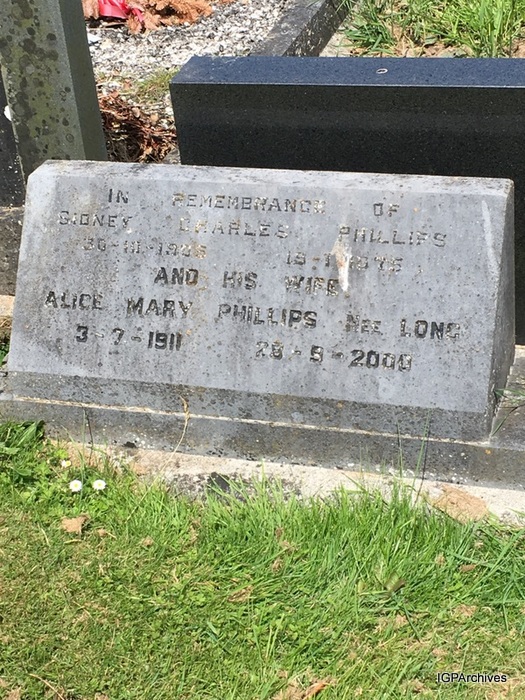 IN REMEMBRANCE OF
SIDNEY CHARLES PHILLIPS
AND HIS WIFE
ALICE MARY PHILLIPS NEE LONG
3-7-1911 28-9-2000
IGPArchives